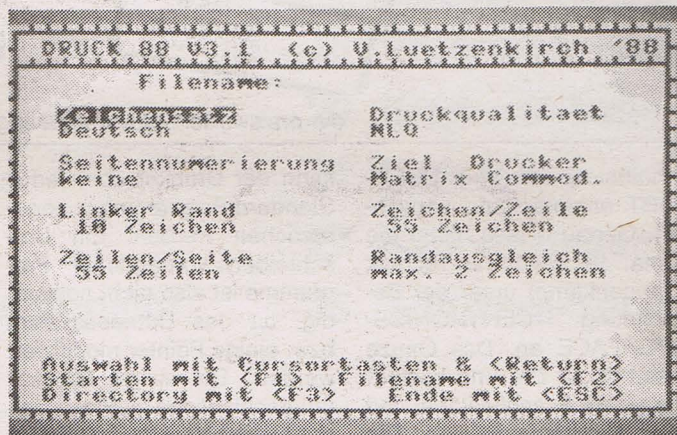 DRUCK 88 V3.1 (c) V.Luetzenkirch '88
Filename:
Zeichensatz Druckqualitaet
Deutsch NLQ
Seitennumerierung Ziel Drucker
keine Matrix Commod.
Linker Rand Zeichen/Zeile
10 Zeichen 55 Zeichen
Zeilen/Seite Randausgleich
55 Zeilen max. 2 Zeichen
Auswahl mit Cursortasten & <Return>
Starten mit <F1> Filename mit <F2>
Directory mit <F3> Ende mit <ESC>